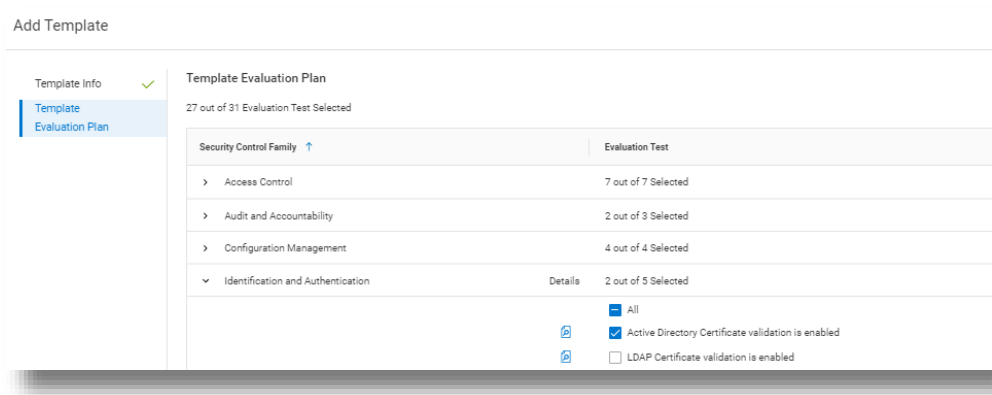 Add Template
Template Info
Template
Evaluation Plan
Template Evaluation Plan
27 out of 31 Evaluation Test Selected
Security Control Family Evaluation Test
Access Control 7 out of 7 Selected
Audit and Accountability 2 out of 3 Selected
Configuration Management 4 out of 4 Selected
Identification and Authentication Details 2 out of 5 Selected
All
Active Directory Certificate validation is enabled
LDAP Certificate validation is enabled